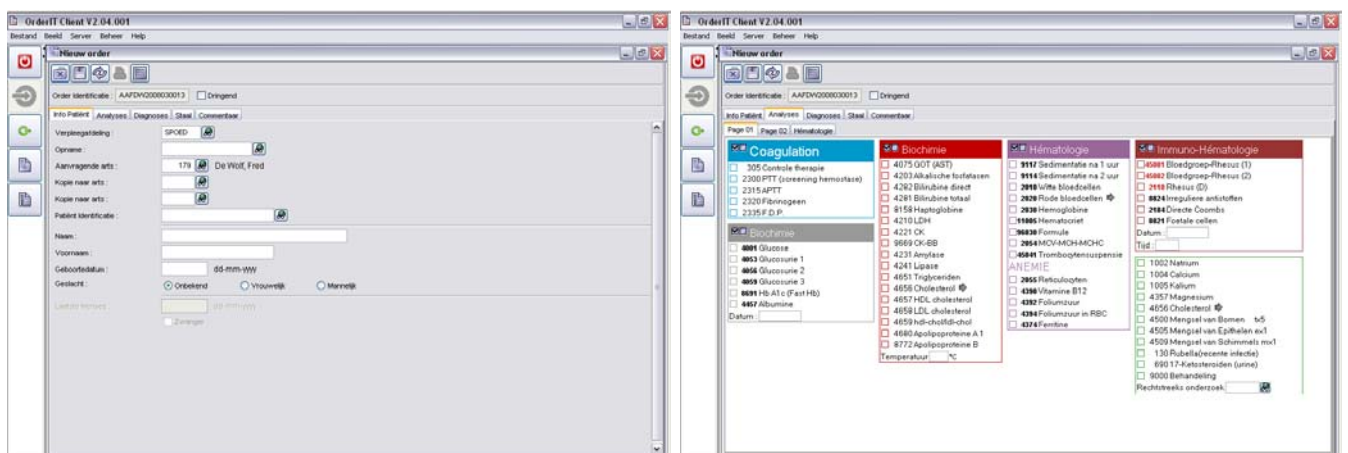 OrderIT Client V2.04.001
Bestand Beeld Server Beheer Help
Nieuw order
Order Identificatie : AAFDW2008030013 Dringend
Info Patiënt Analyses Diagnoses Staal Commentaar
Verpleegafdeling : SPOED
Opname :
Aanvragende arts : 179 De Wolf, Fred
Kopie naar arts :
Kopie naar arts :
Patiënt Identificatie :
Naam :
Voornaam :
Geboortedatum : dd-mm-yyyy
Geslacht : Onbekend Vrouwelijk Mannelijk
Laatste menses : dd-mm-yyyy
Zwanger
OrderIT Client V2.04.001
Bestand Beeld Server Beheer Help
Nieuw order
Order Identificatie : AAFDW2008030013 Dringend
Info Patiënt Analyses Diagnoses Staal Commentaar
Page 01 Page 02 Hématologie
Coagulation
305 Controle therapie
2300 PTT (screening hemostase)
2315 APTT
2320 Fibrinogeen
2335 F.D.P.
Biochimie
4001 Glucose
4053 Glucosurie 1
4056 Glucosurie 2
4059 Glucosurie 3
8691 Hb A1c (Fast Hb)
4457 Albumine
Datum :
Biochimie
4075 GOT (AST)
4203 Alkalische fosfatasen
4282 Bilirubine direct
4281 Bilirubine totaal
8158 Haptoglobine
4210 LDH
4221 CK
9669 CK-BB
4231 Amylase
4241 Lipase
4651 Triglyceriden
4656 Cholesterol
4657 HDL cholesterol
4658 LDL cholesterol
4659 hdl-chol/ldl-chol
4680 Apolipoproteine A 1
8772 Apolipoproteine B
Temperatuur °C
Hématologie
9117 Sedimentatie na 1 uur
9114 Sedimentatie na 2 uur
2010 Witte bloedcellen
2020 Rode bloedcellen
2030 Hemoglobine
11005 Hematocriet
96030 Formule
2054 MCV-MCH-MCHC
45041 Trombocytensuspensie
ANEMIE
2055 Reticulocyten
4390 Vitamine B12
4392 Foliumzuur
4394 Foliumzuur in RBC
4374 Ferritine
Immuno-Hématologie
45001 Bloedgroep-Rhesus (1)
45002 Bloedgroep-Rhesus (2)
2110 Rhesus (D)
8024 Irreguliere antistoffen
2104 Directe Coombs
8021 Foetale cellen
Datum :
Tijd :
1002 Natrium
1004 Calcium
1005 Kalium
4357 Magnesium
4656 Cholesterol
4500 Mengsel van Bomen tx5
4505 Mengsel van Epithelen ex1
4509 Mengsel van Schimmels mx1
130 Rubella(recente infectie)
690 17-Ketosteroiden (urine)
9000 Behandeling
Rechtstreeks onderzoek